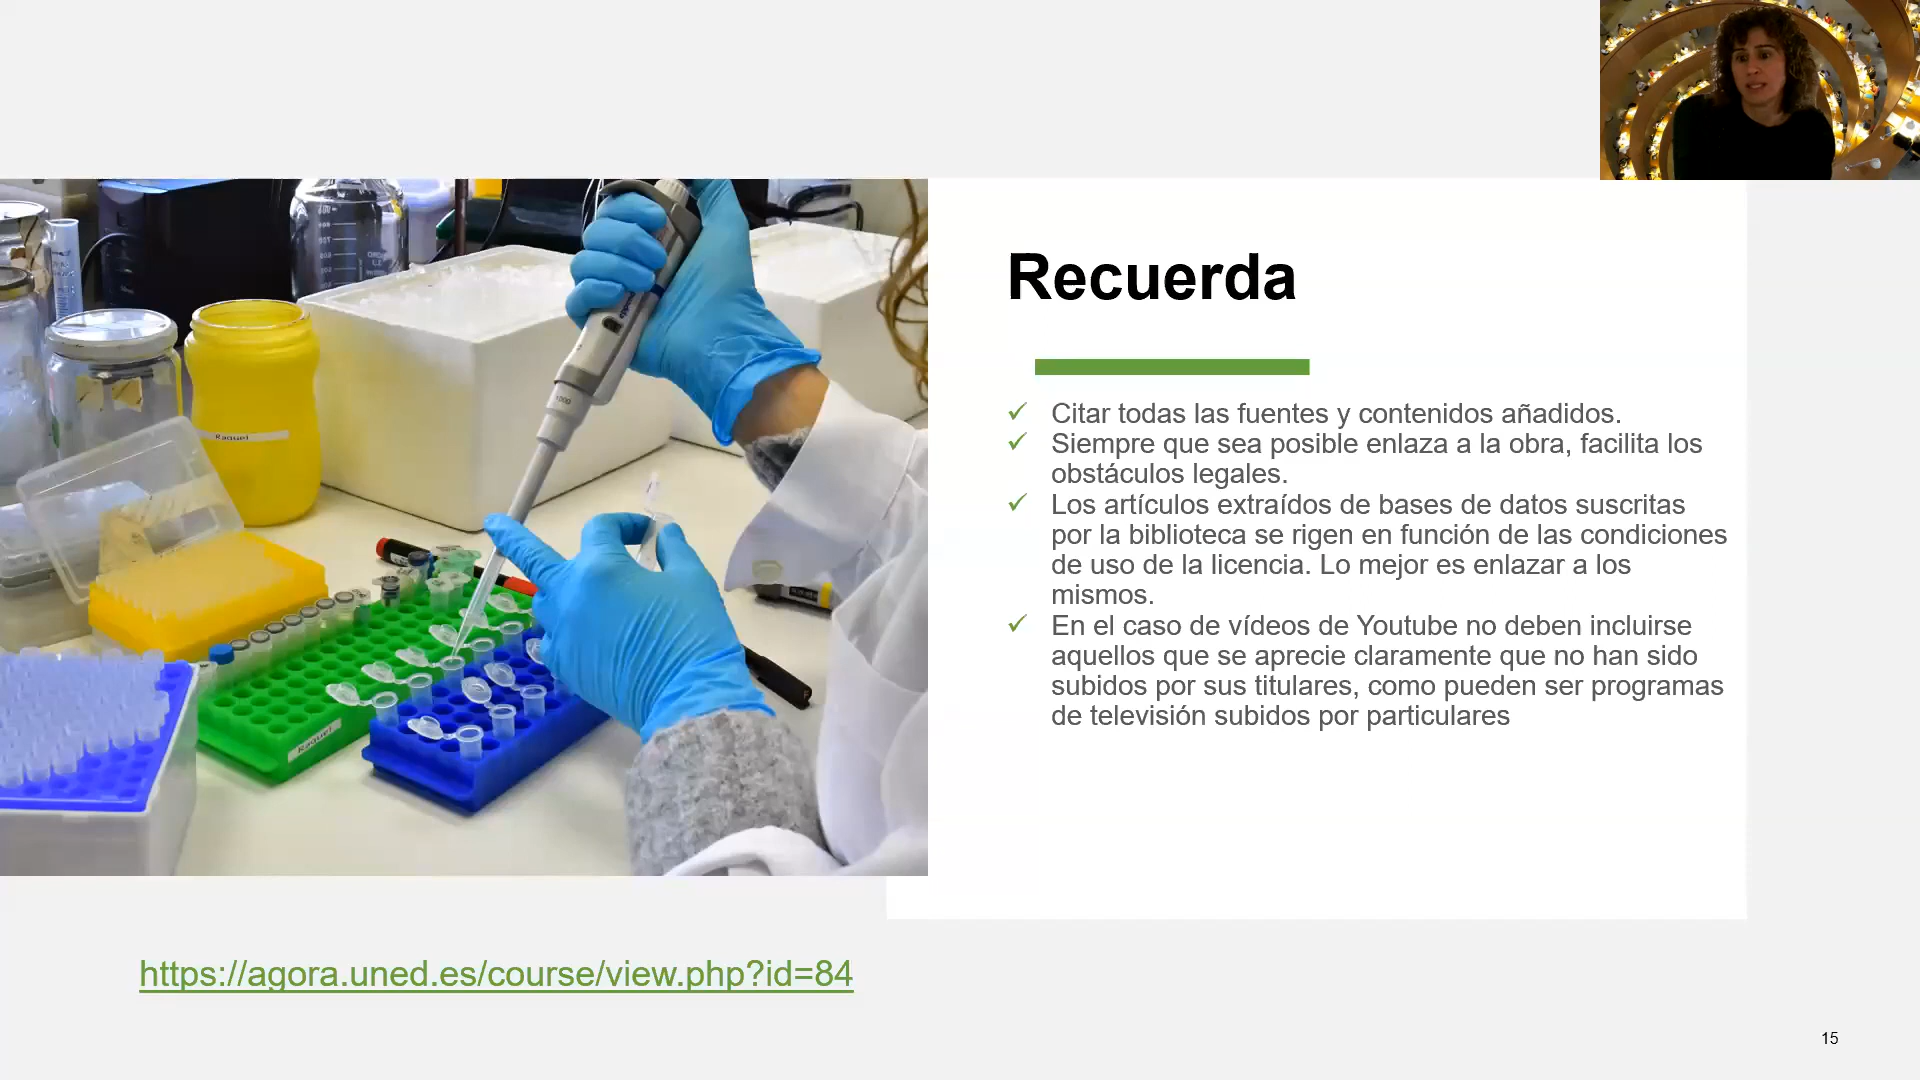 Recuerda
✓ Citar todas las fuentes y contenidos añadidos.
✓ Siempre que sea posible enlaza a la obra, facilita los
obstáculos legales.
✓ Los artículos extraídos de bases de datos suscritas
por la biblioteca se rigen en función de las condiciones
de uso de la licencia. Lo mejor es enlazar a los
mismos.
✓ En el caso de vídeos de Youtube no deben incluirse
aquellos que se aprecie claramente que no han sido
subidos por sus titulares, como pueden ser programas
de televisión subidos por particulares
Raquel
Raquel
1000
https://agora.uned.es/course/view.php?id=84
15